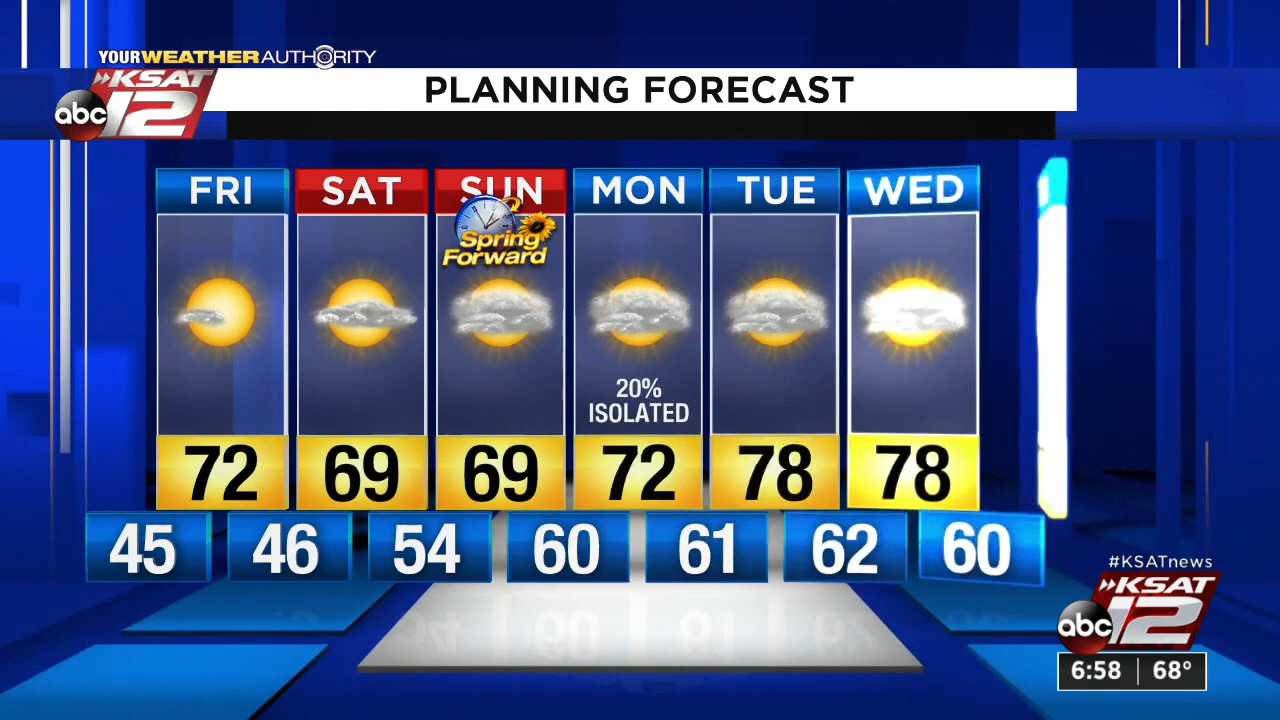 YOURWEATHERAUTHORITY
KSAT
abc 12
PLANNING FORECAST
FRI SAT SUN MON TUE WED
Spring
Forward
20%
ISOLATED
72 69 69 72 78 78
45 46 54 60 61 62 60
#KSATnews
KSAT
abc 12
6:58 68°